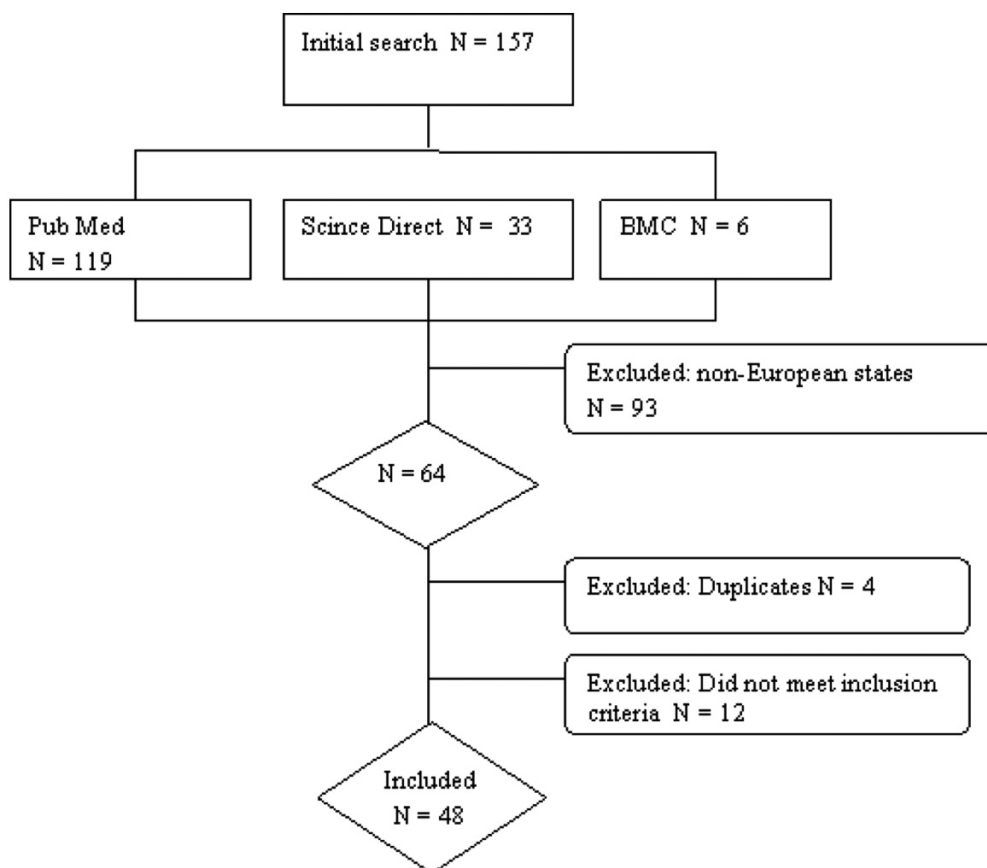 Initial search N = 157
Pub Med
N = 119
Scince Direct N = 33
BMC N = 6
Excluded: non-European states
N = 93
N = 64
Excluded: Duplicates N = 4
Excluded: Did not meet inclusion
criteria N = 12
Included
N = 48